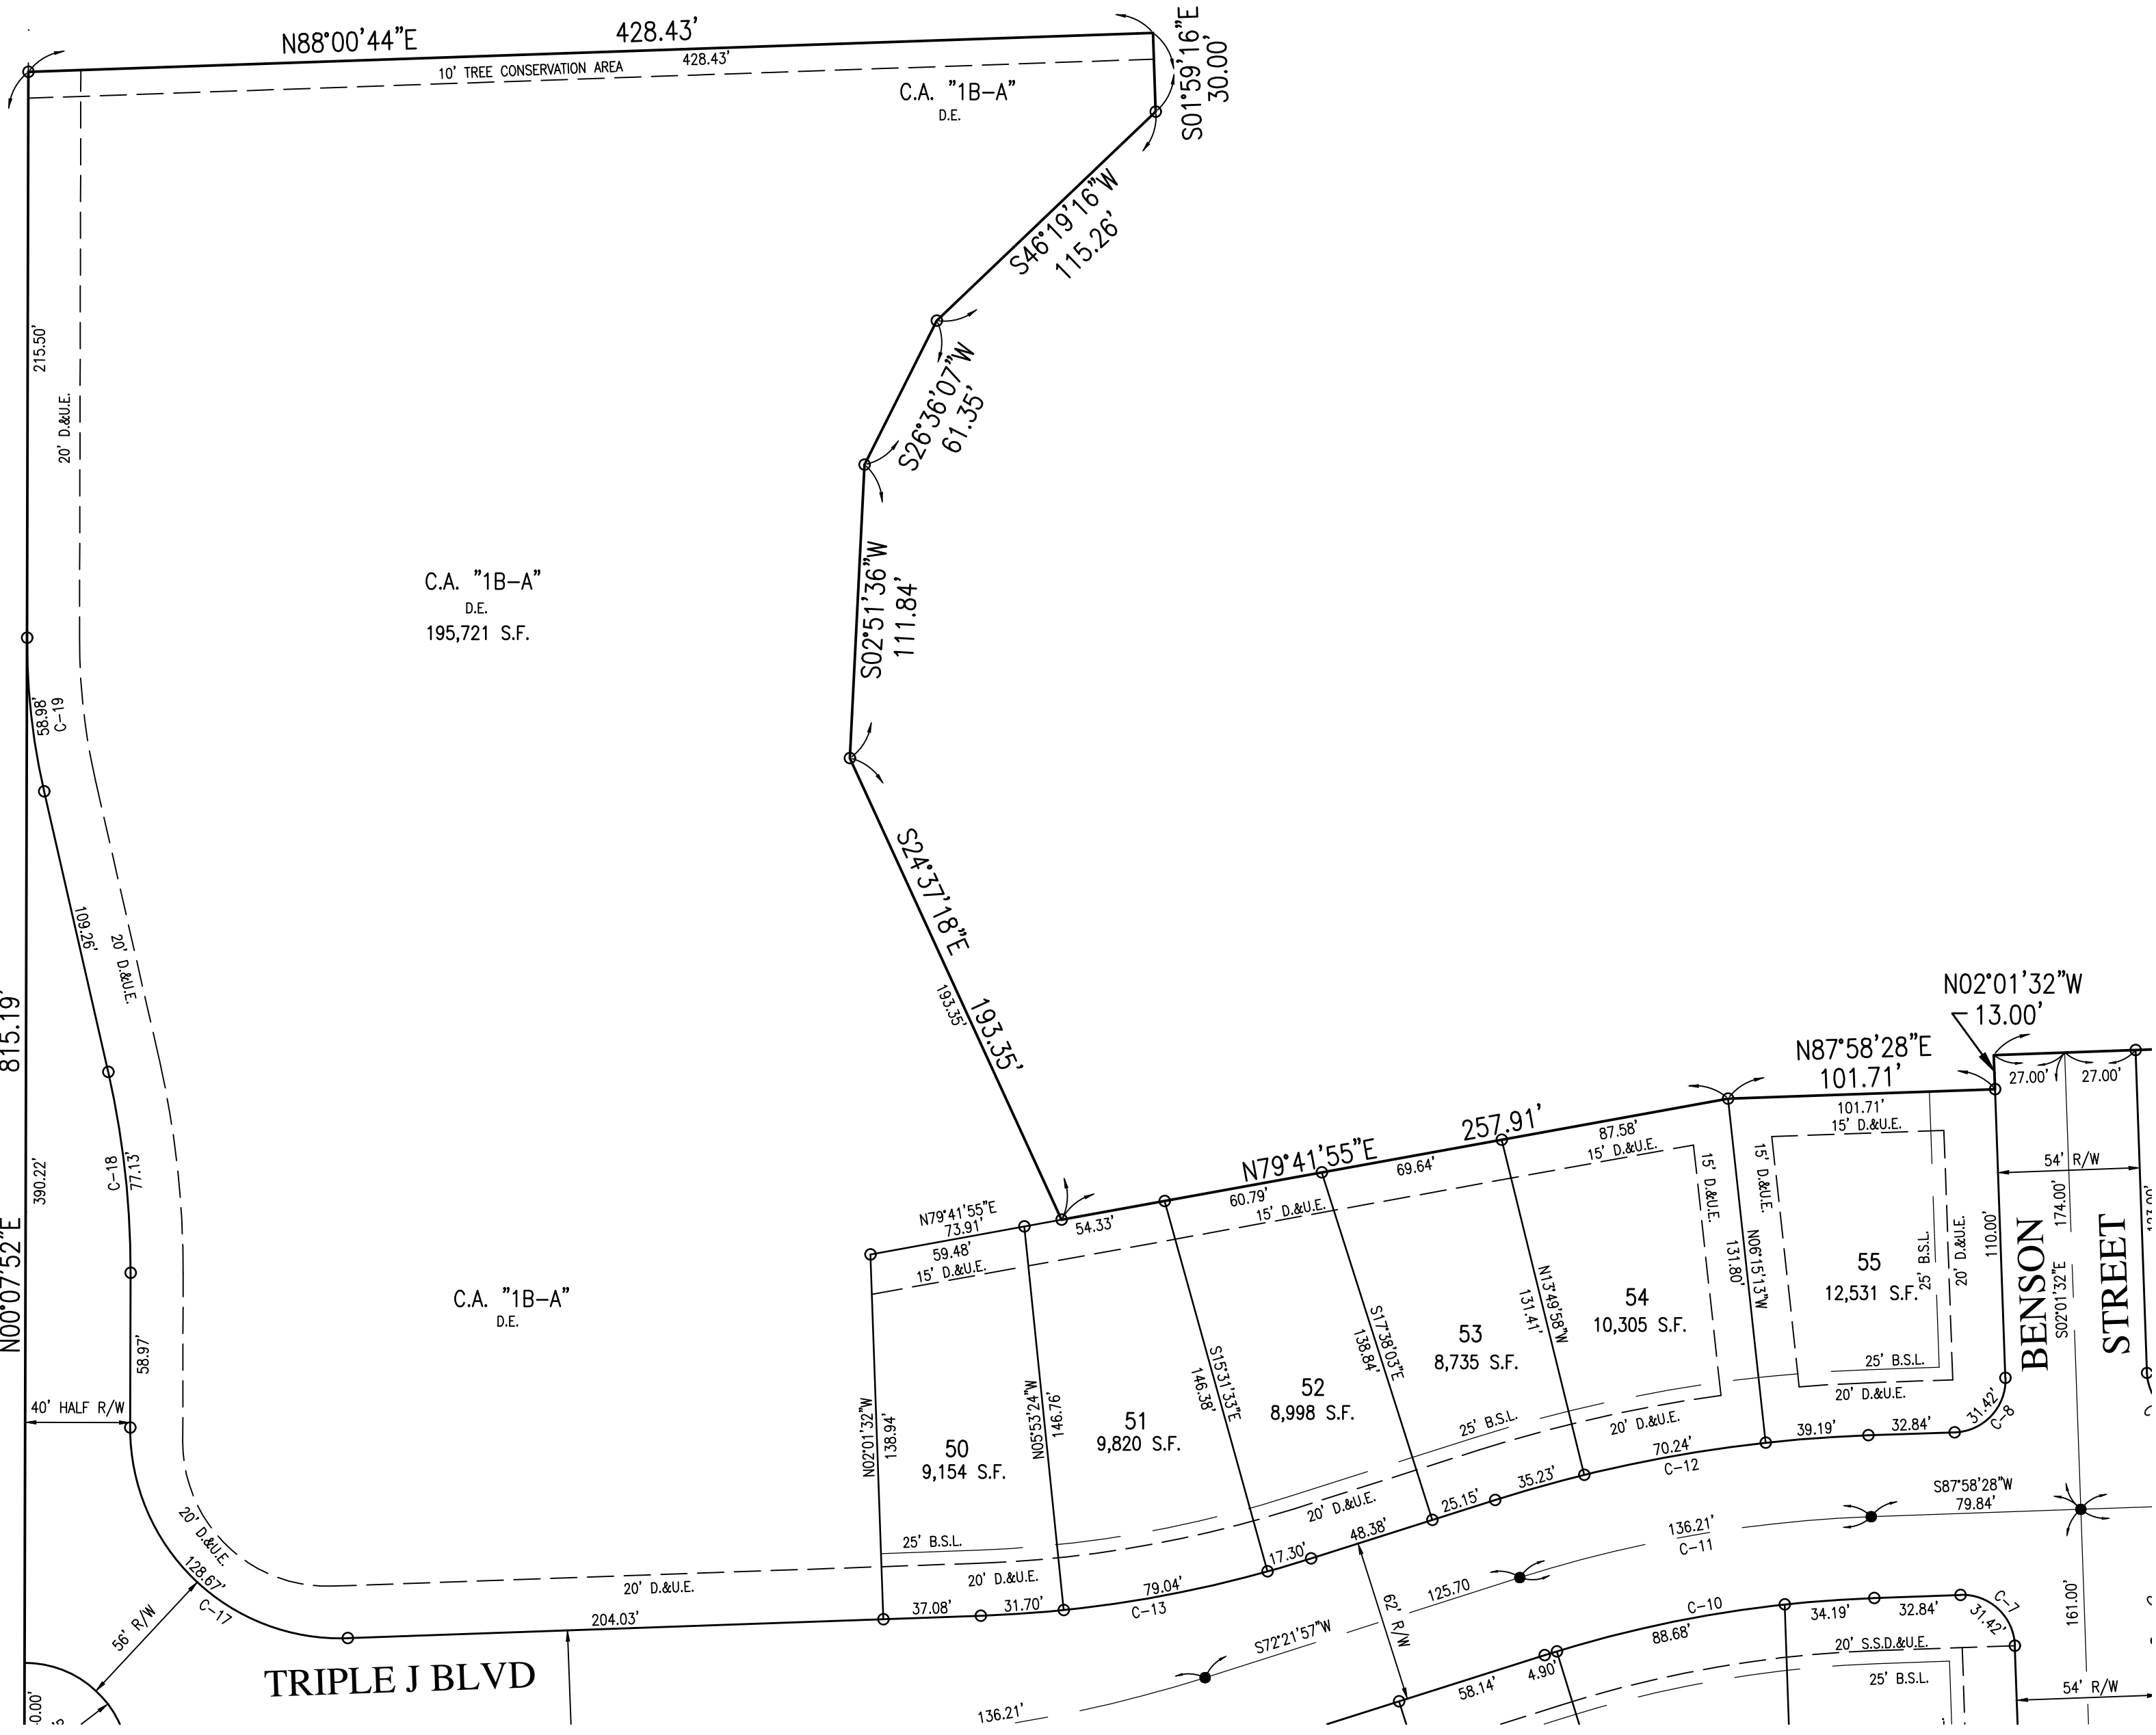 N88°00'44"E
428.43'
10' TREE CONSERVATION AREA
428.43'
C.A. "1B-A"
D.E.
S01°59'16"E
30.00'
S46°19'16"W
115.26'
S26°36'07"W
61.35'
S02°51'36"W
111.84'
S24°37'18"E
193.35'
193.35'
215.50'
20' D.&U.E.
C.A. "1B-A"
D.E.
195,721 S.F.
58.98'
C-19
109.26'
20' D.&U.E.
815.19'
N00°07'52"E
390.22'
C-18
77.13'
58.97'
40' HALF R/W
C.A. "1B-A"
D.E.
20' D.&U.E.
128.67'
C-17
56' R/W
204.03'
20' D.&U.E.
TRIPLE J BLVD
N79°41'55"E
73.91'
59.48'
15' D.&U.E.
N02°01'32"W
138.94'
50
9,154 S.F.
25' B.S.L.
37.08'
20' D.&U.E.
31.70'
N05°53'24"W
146.76'
51
9,820 S.F.
54.33'
79.04'
C-13
S15°31'33"E
146.38'
N79°41'55"E
257.91'
60.79'
15' D.&U.E.
52
8,998 S.F.
17.30'
48.38'
20' D.&U.E.
S17°38'03"E
138.84'
69.64'
53
8,735 S.F.
25' B.S.L.
25.15'
35.23'
N13°49'58"W
131.41'
87.58'
15' D.&U.E.
15' D.&U.E.
54
10,305 S.F.
20' D.&U.E.
70.24'
C-12
N06°15'13"W
131.80'
N87°58'28"E
101.71'
101.71'
15' D.&U.E.
15' D.&U.E.
55
12,531 S.F.
25' B.S.L.
20' D.&U.E.
25' B.S.L.
20' D.&U.E.
39.19'
32.84'
31.42'
C-8
110.00'
N02°01'32"W
13.00'
27.00'
27.00'
54' R/W
174.00'
S02°01'32"E
BENSON
STREET
123.00'
S87°58'28"W
79.84'
136.21'
C-11
125.70
S72°21'57"W
62' R/W
136.21'
58.14'
4.90'
88.68'
C-10
34.19'
32.84'
C-7
31.42'
20' S.S.D.&U.E.
25' B.S.L.
161.00'
54' R/W